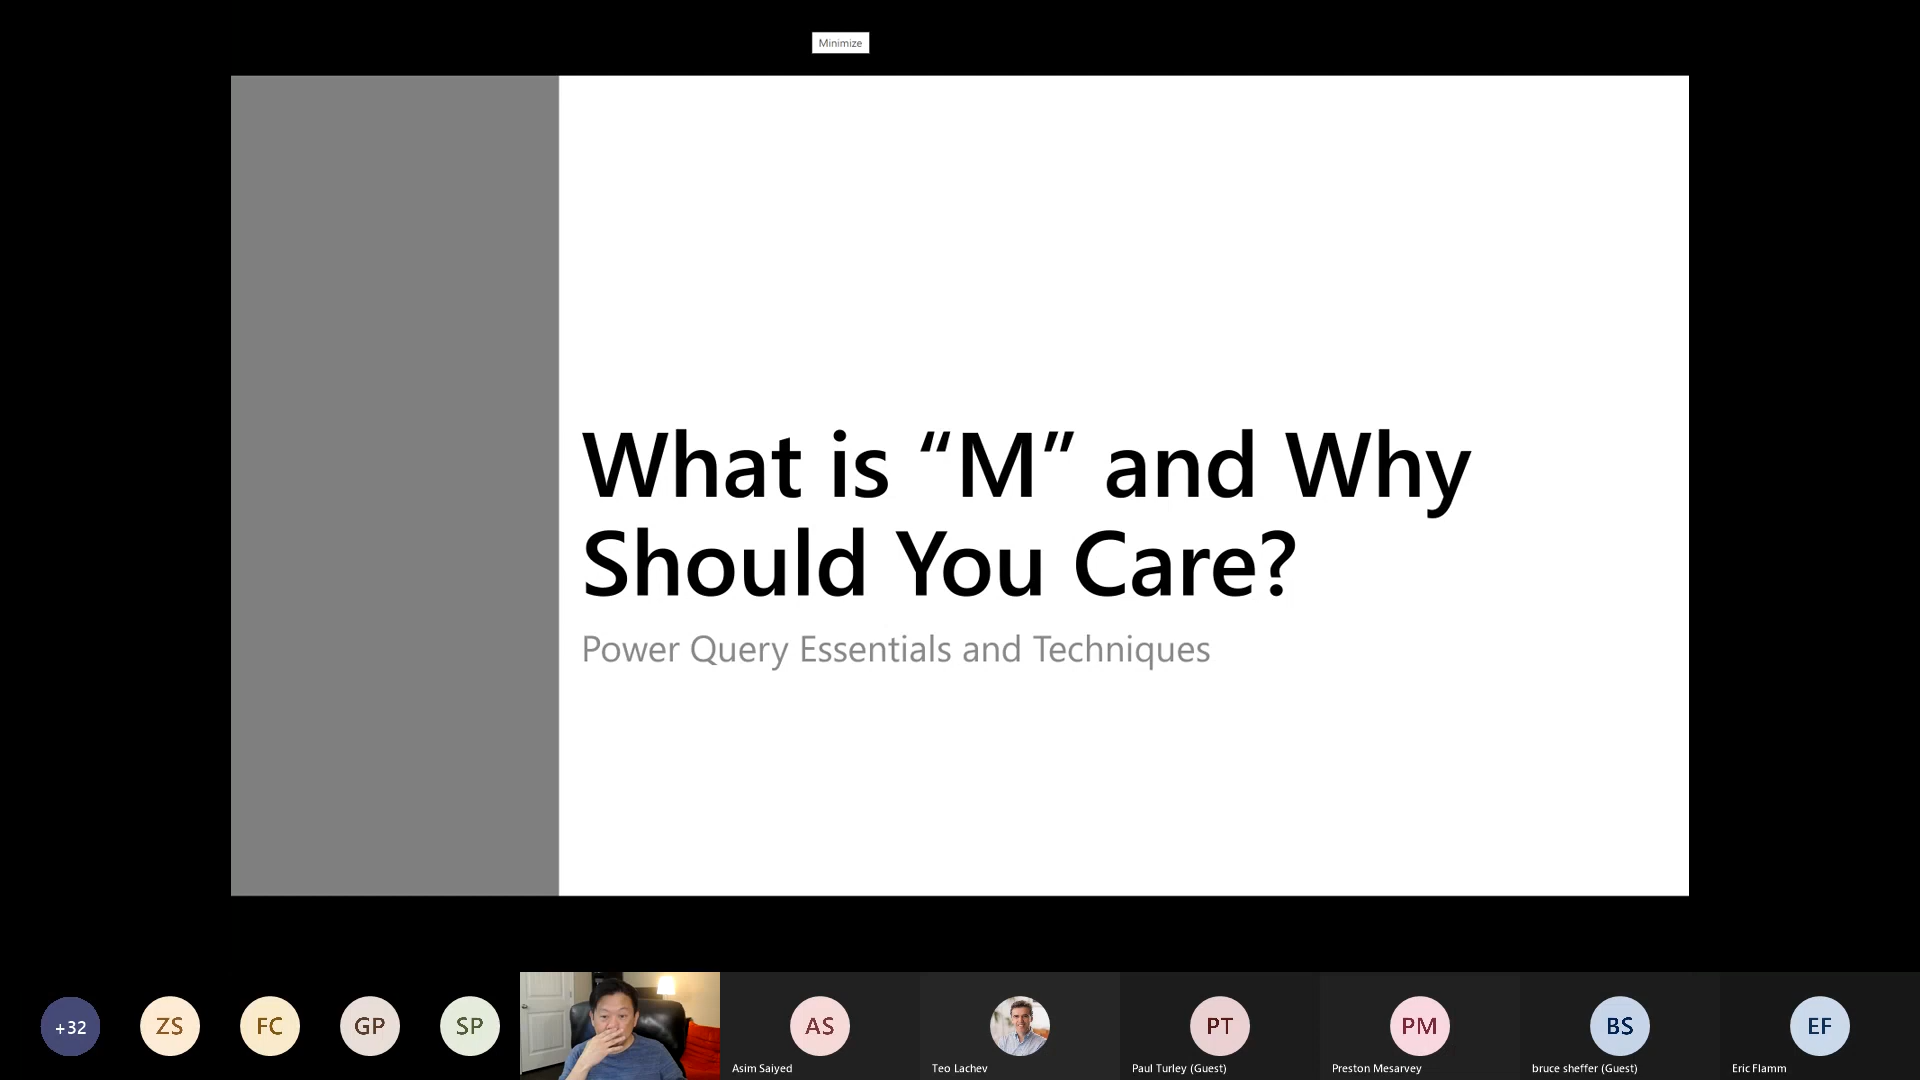 Minimize
What is “M” and Why
Should You Care?
Power Query Essentials and Techniques
+32
ZS
FC
GP
SP
AS
PT
PM
BS
EF
Asim Saiyed
Teo Lachev
Paul Turley (Guest)
Preston Mesarvey
bruce sheffer (Guest)
Eric Flamm